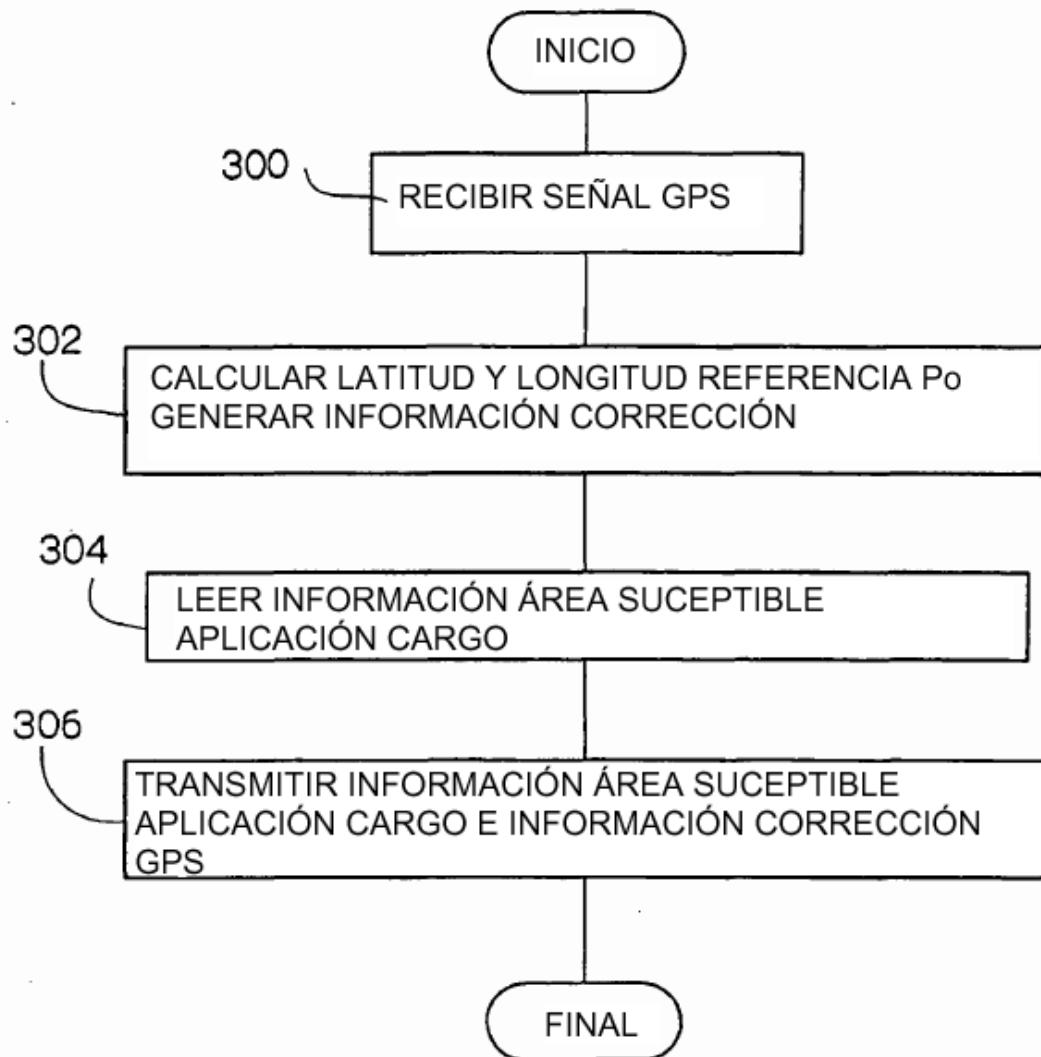 INICIO
300
RECIBIR SEÑAL GPS
302
CALCULAR LATITUD Y LONGITUD REFERENCIA Po
GENERAR INFORMACIÓN CORRECCIÓN
304
LEER INFORMACIÓN ÁREA SUCEPTIBLE
APLICACIÓN CARGO
306
TRANSMITIR INFORMACIÓN ÁREA SUCEPTIBLE
APLICACIÓN CARGO E INFORMACIÓN CORRECCIÓN
GPS
FINAL